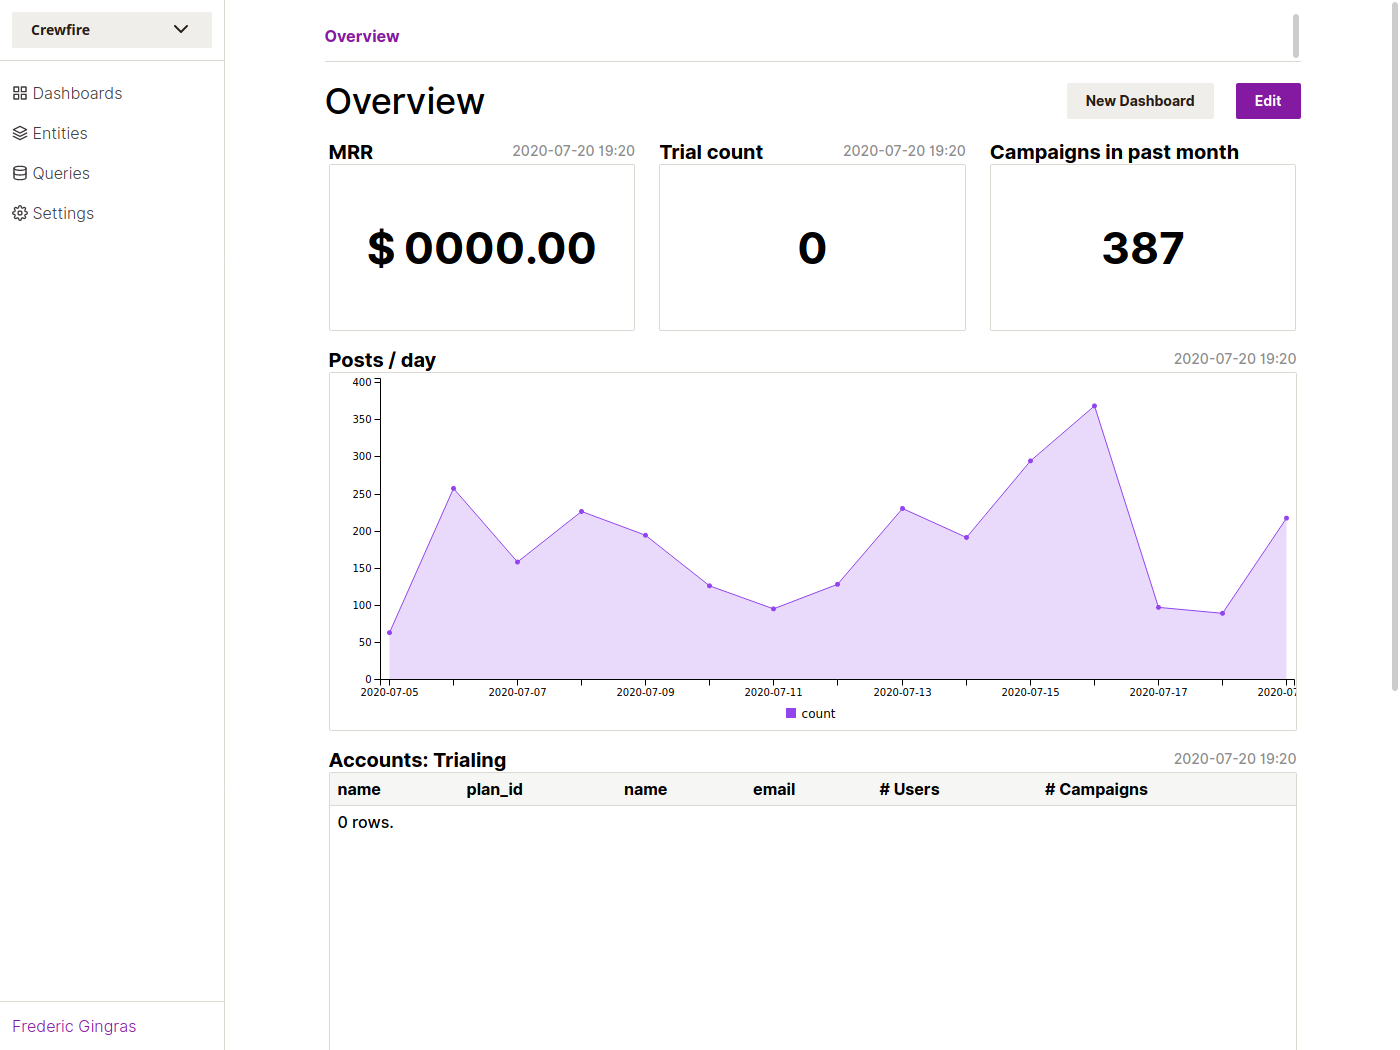 Crewfire
Dashboards
Entities
Queries
Settings
Frederic Gingras
Overview
Overview
New Dashboard
Edit
MRR
2020-07-20 19:20
$ 0000.00
Trial count
2020-07-20 19:20
0
Campaigns in past month
387
Posts / day
2020-07-20 19:20
400
350
300
250
200
150
100
50
0
2020-07-05 2020-07-07 2020-07-09 2020-07-11 2020-07-13 2020-07-15 2020-07-17 2020-07
count
Accounts: Trialing
2020-07-20 19:20
name plan_id name email # Users # Campaigns
0 rows.